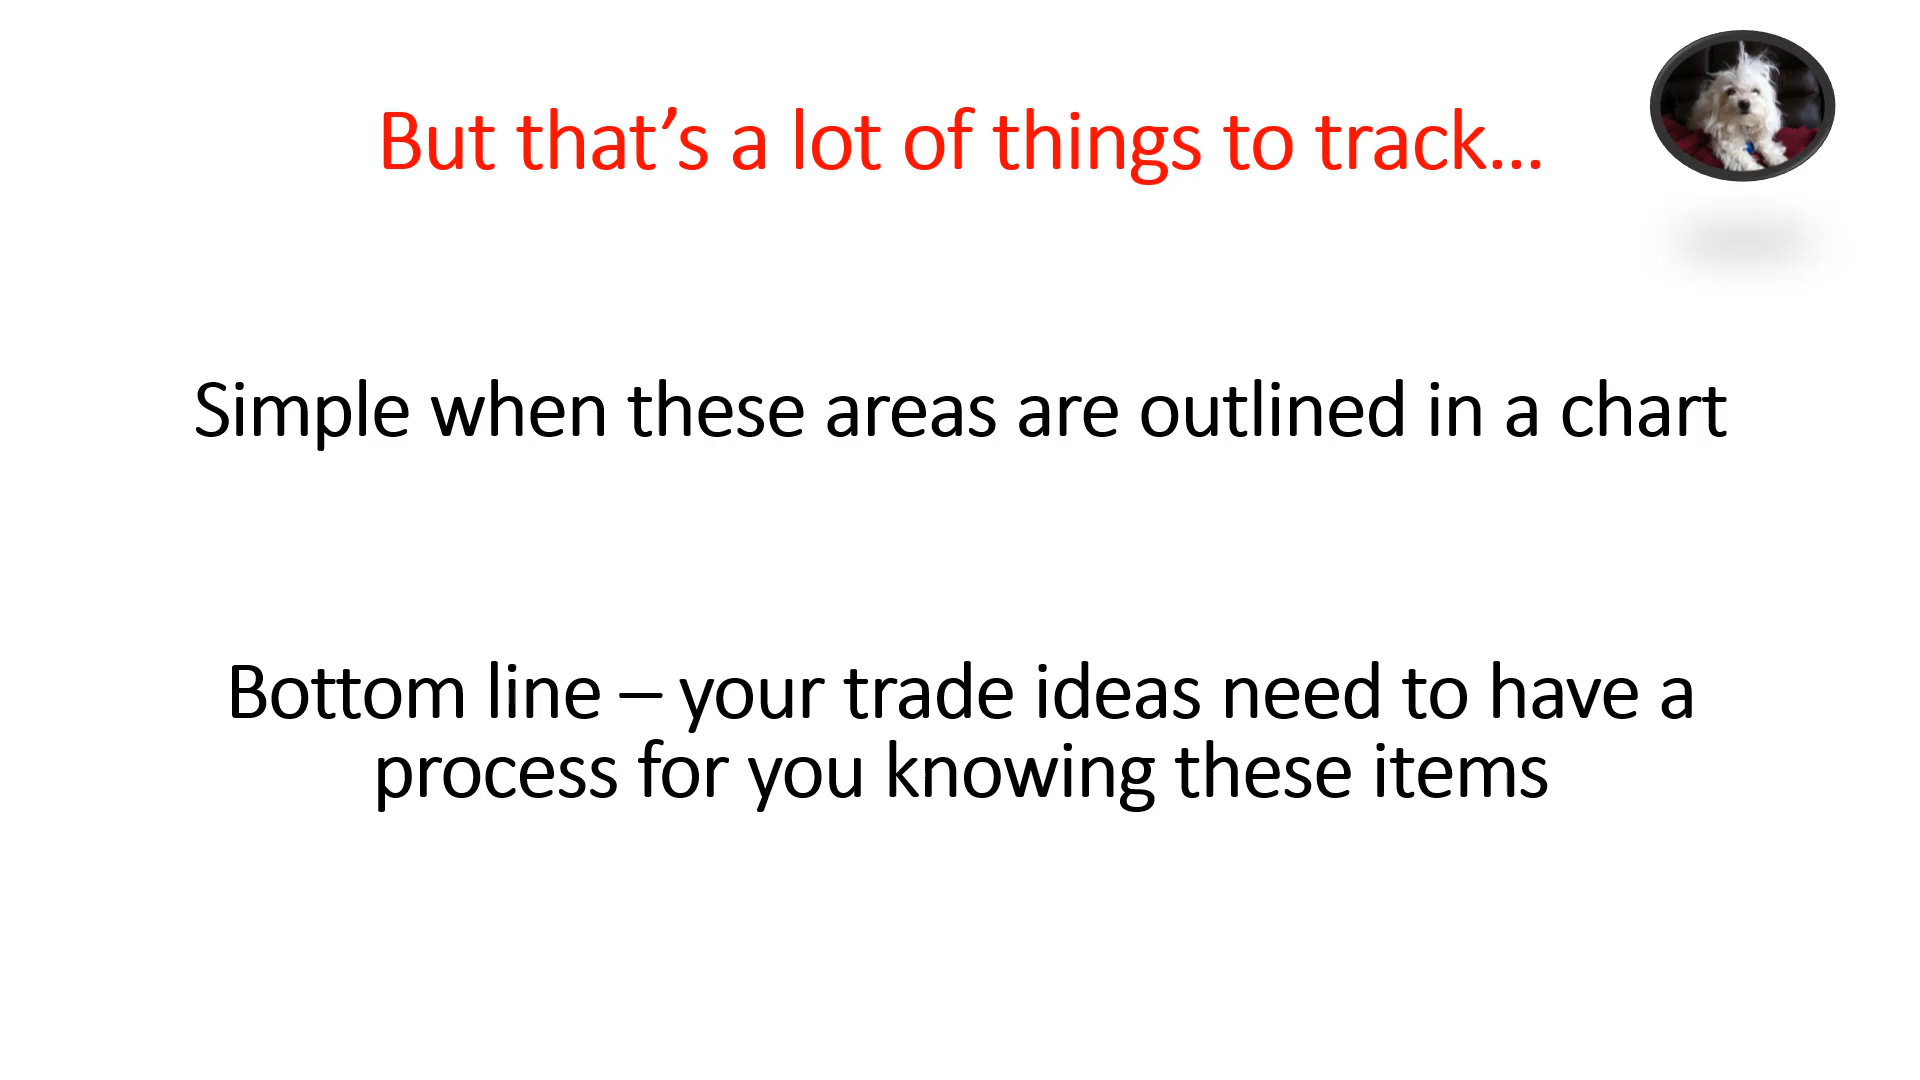 But that’s a lot of things to track...
Simple when these areas are outlined in a chart
Bottom line – your trade ideas need to have a
process for you knowing these items